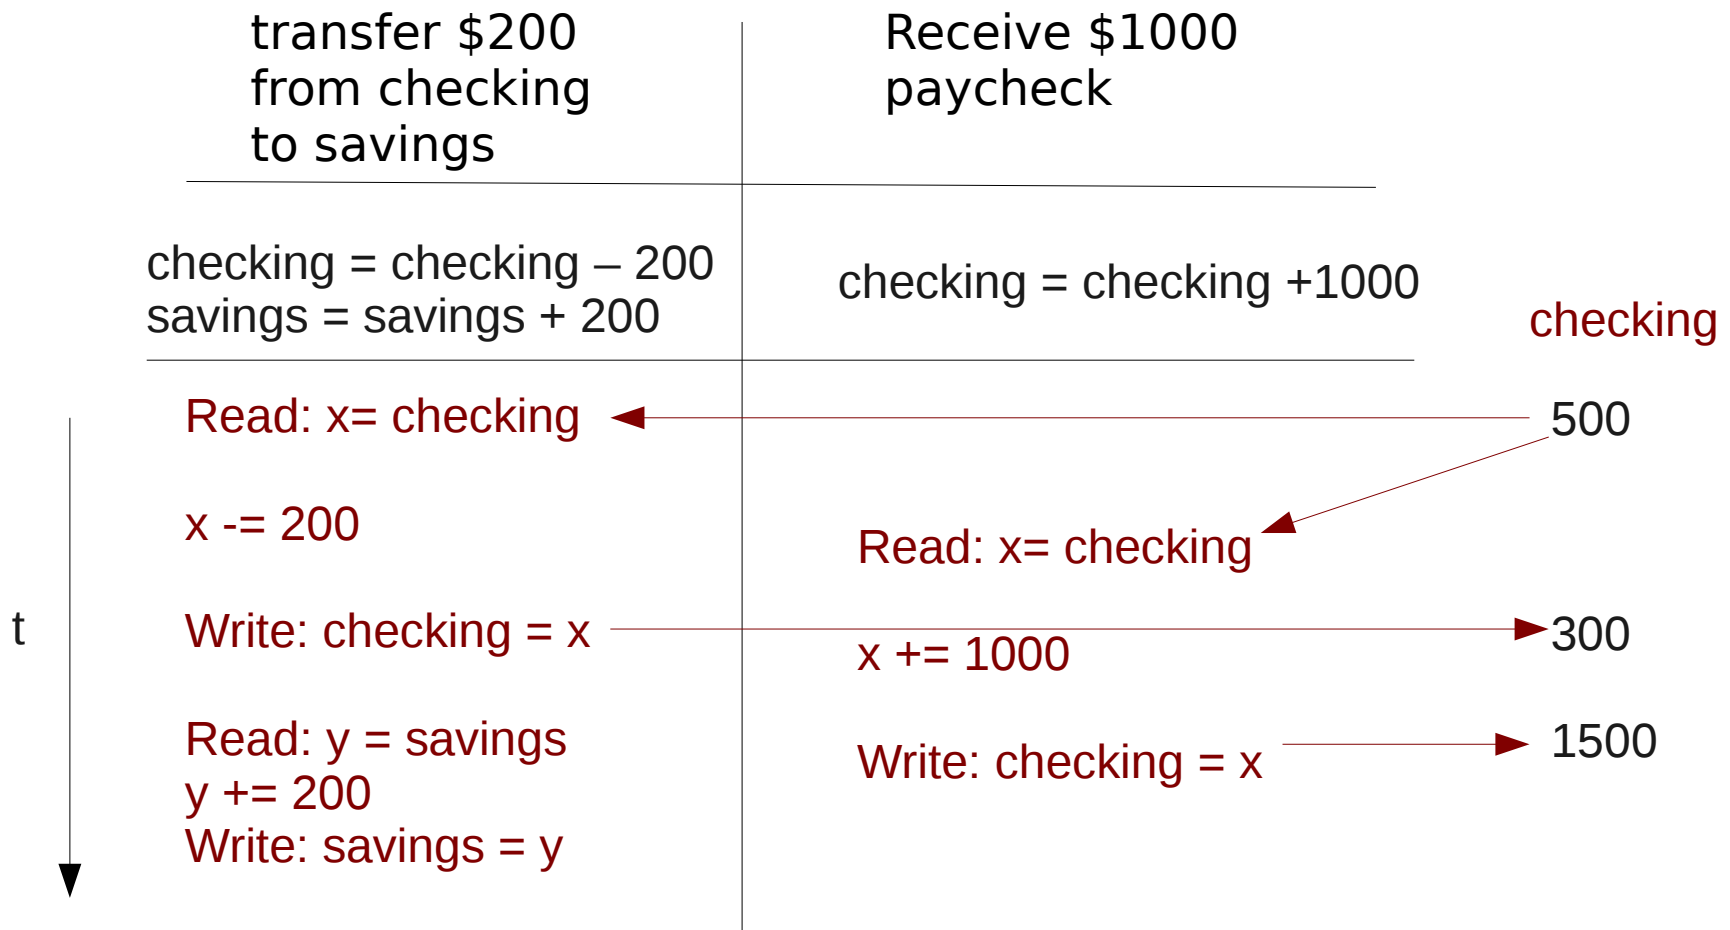 transfer $200
from checking
to savings
Receive $1000
paycheck
checking = checking – 200
savings = savings + 200
checking = checking +1000
checking
Read: x= checking
500
x -= 200
Read: x= checking
t
Write: checking = x
300
x += 1000
Read: y = savings
1500
y += 200
Write: checking = x
Write: savings = y